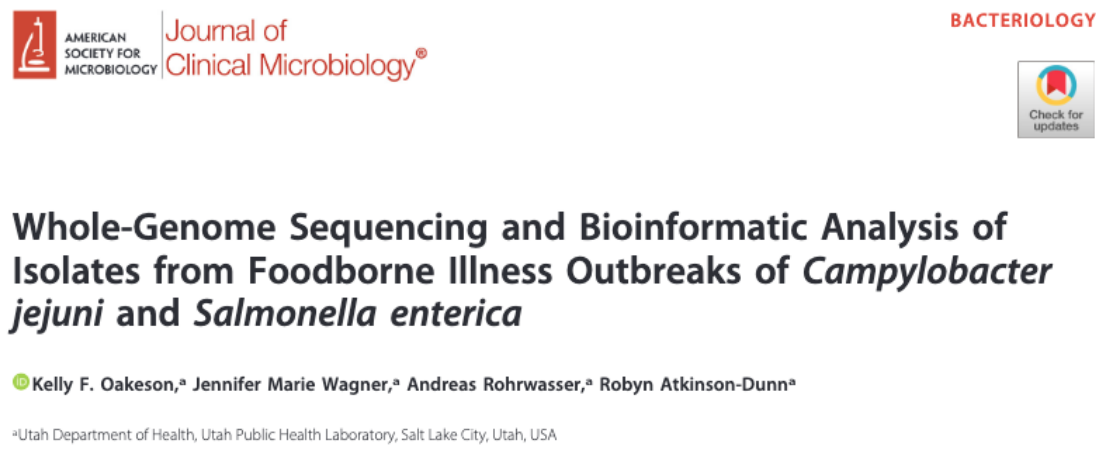 AMERICAN
SOCIETY FOR
MICROBIOLOGY
Journal of
Clinical Microbiology®
BACTERIOLOGY
Check for
updates
Whole-Genome Sequencing and Bioinformatic Analysis of
Isolates from Foodborne Illness Outbreaks of Campylobacter
jejuni and Salmonella enterica
iD Kelly F. Oakeson,ᵃ Jennifer Marie Wagner,ᵃ Andreas Rohrwasser,ᵃ Robyn Atkinson-Dunnᵃ
ᵃUtah Department of Health, Utah Public Health Laboratory, Salt Lake City, Utah, USA